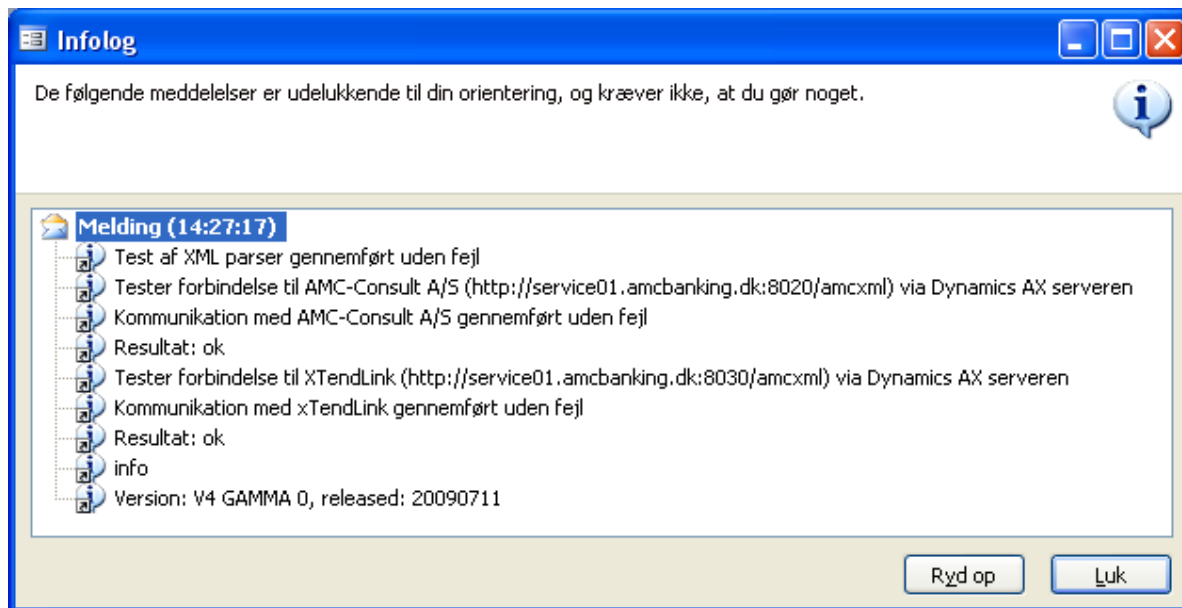 Infolog
De følgende meddelelser er udelukkende til din orientering, og kræver ikke, at du gør noget.
Melding (14:27:17)
Test af XML parser gennemført uden fejl
Tester forbindelse til AMC-Consult A/S (http://service01.amcbanking.dk:8020/amcxml) via Dynamics AX serveren
Kommunikation med AMC-Consult A/S gennemført uden fejl
Resultat: ok
Tester forbindelse til XTendLink (http://service01.amcbanking.dk:8030/amcxml) via Dynamics AX serveren
Kommunikation med xTendLink gennemført uden fejl
Resultat: ok
info
Version: V4 GAMMA 0, released: 20090711
Ryd op
Luk